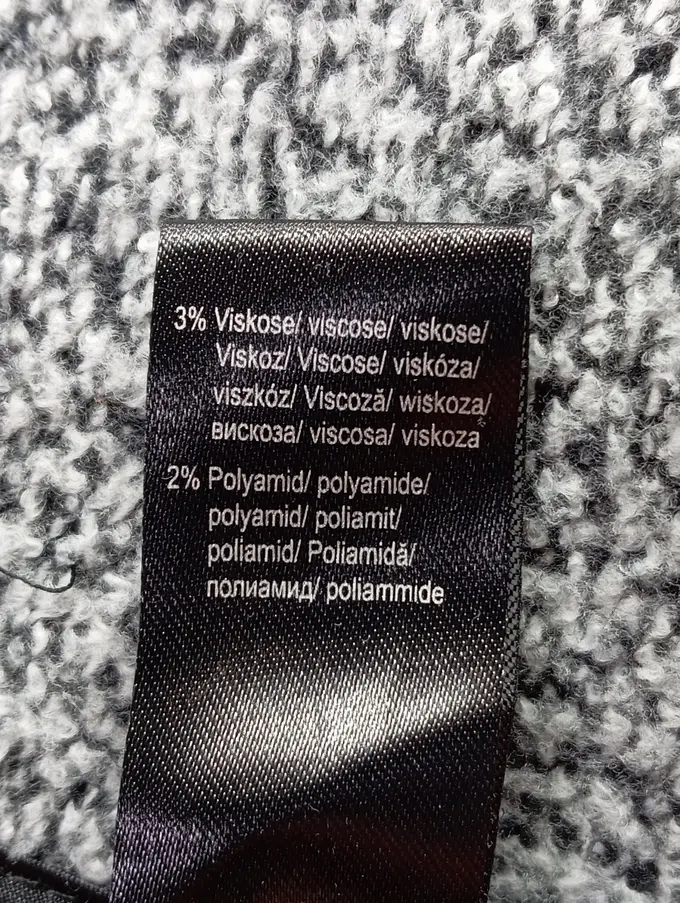 3% Viskose/ viscose/ viskose/
Viskoz/ Viscose/ viskóza/
viszkóz/ Viscoză/ wiskoza/
вискоза/ viscosa/ viskoza
2% Polyamid/ polyamide/
polyamid/ poliamit/
poliamid/ Poliamidă/
полиамид/ poliammide